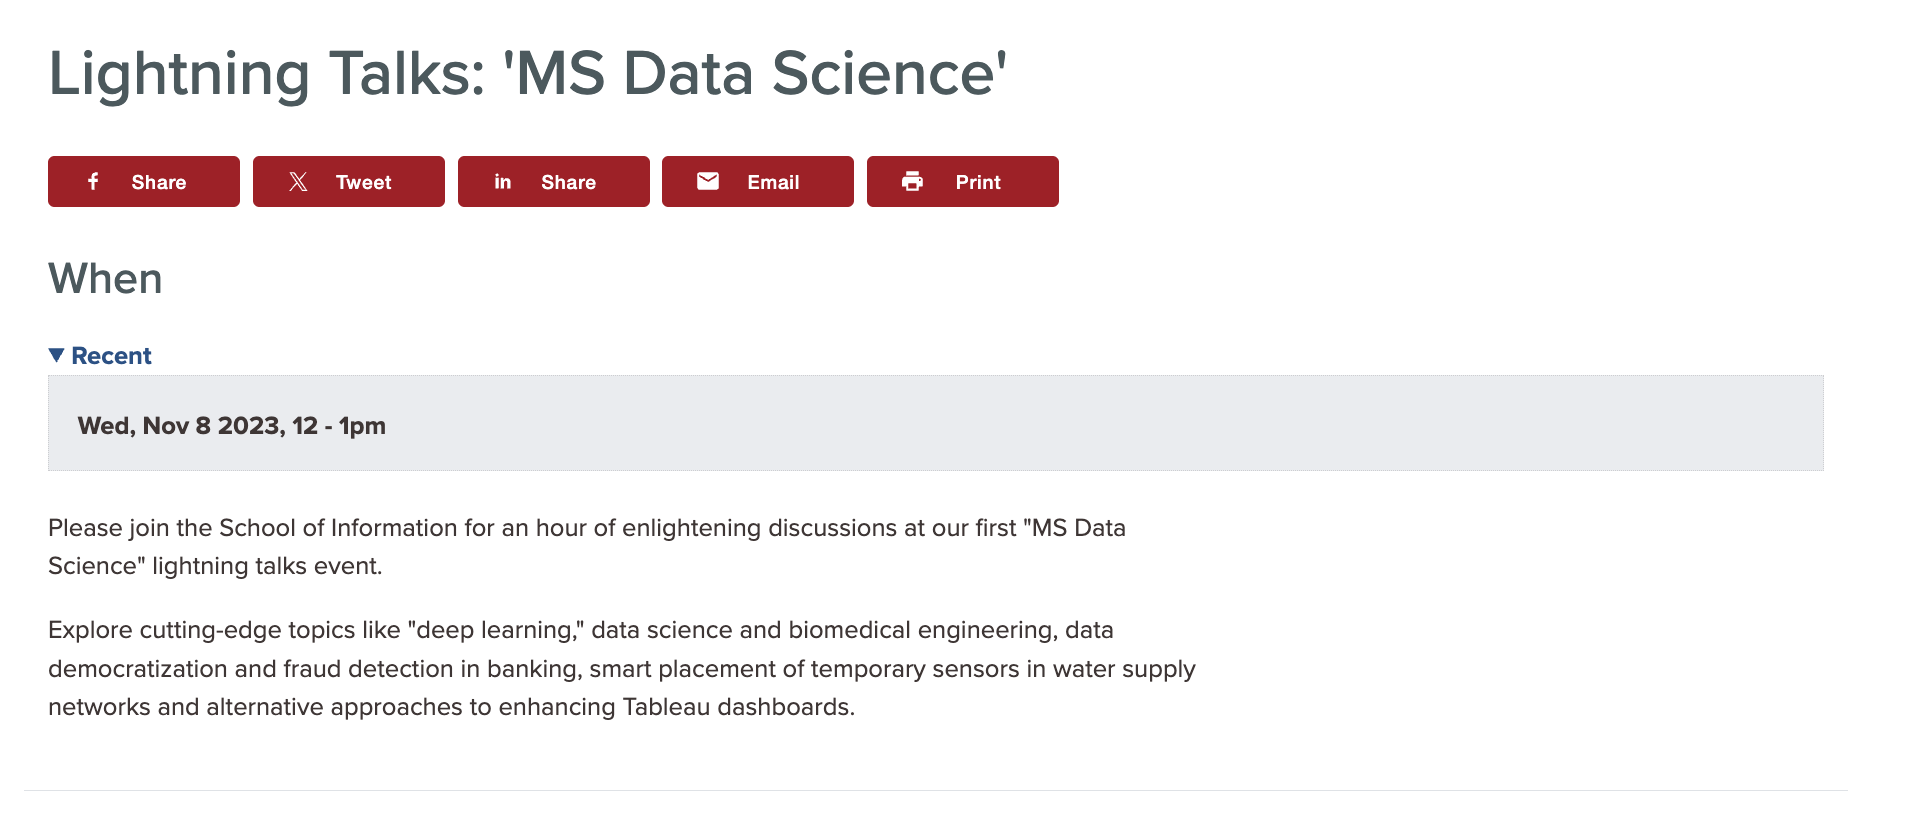 Lightning Talks: 'MS Data Science'
Share
Tweet
Share
Email
Print
When
Recent
Wed, Nov 8 2023, 12 - 1pm
Please join the School of Information for an hour of enlightening discussions at our first "MS Data
Science" lightning talks event.
Explore cutting-edge topics like "deep learning," data science and biomedical engineering, data
democratization and fraud detection in banking, smart placement of temporary sensors in water supply
networks and alternative approaches to enhancing Tableau dashboards.